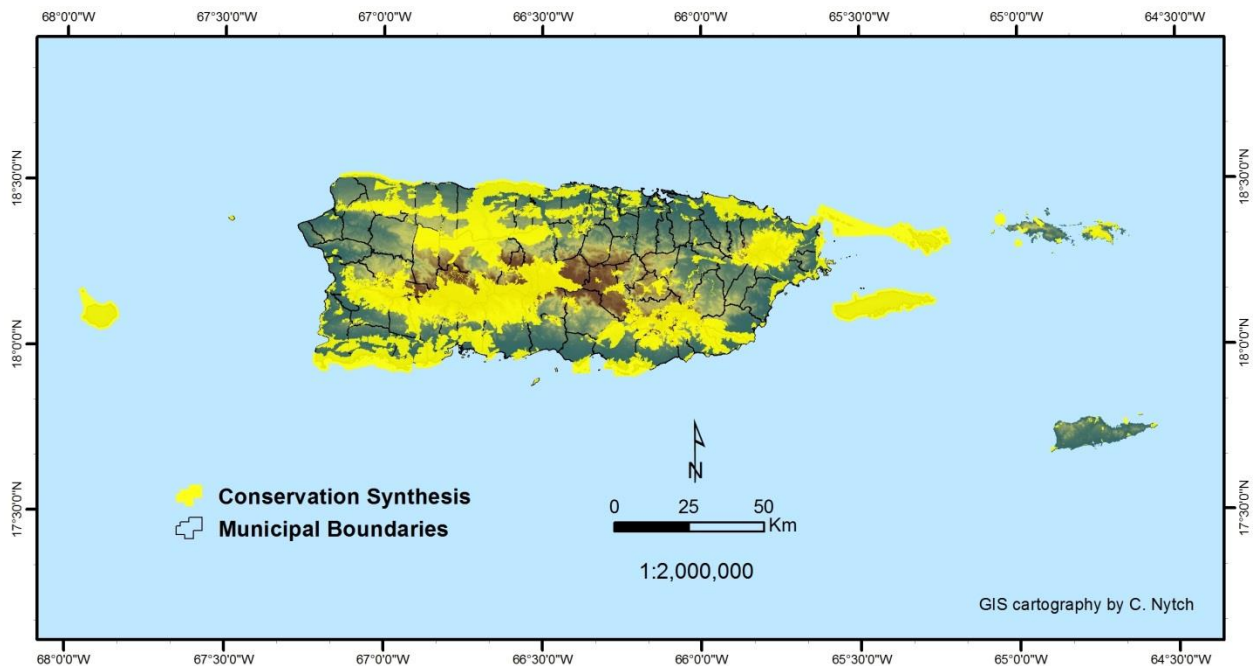 68°0'0"W 67°30'0"W 67°0'0"W 66°30'0"W 66°0'0"W 65°30'0"W 65°0'0"W 64°30'0"W
18°30'0"N
18°30'0"N
18°0'0"N
18°0'0"N
17°30'0"N
17°30'0"N
N
Conservation Synthesis
Municipal Boundaries
0 25 50
Km
1:2,000,000
GIS cartography by C. Nytch
68°0'0"W 67°30'0"W 67°0'0"W 66°30'0"W 66°0'0"W 65°30'0"W 65°0'0"W 64°30'0"W